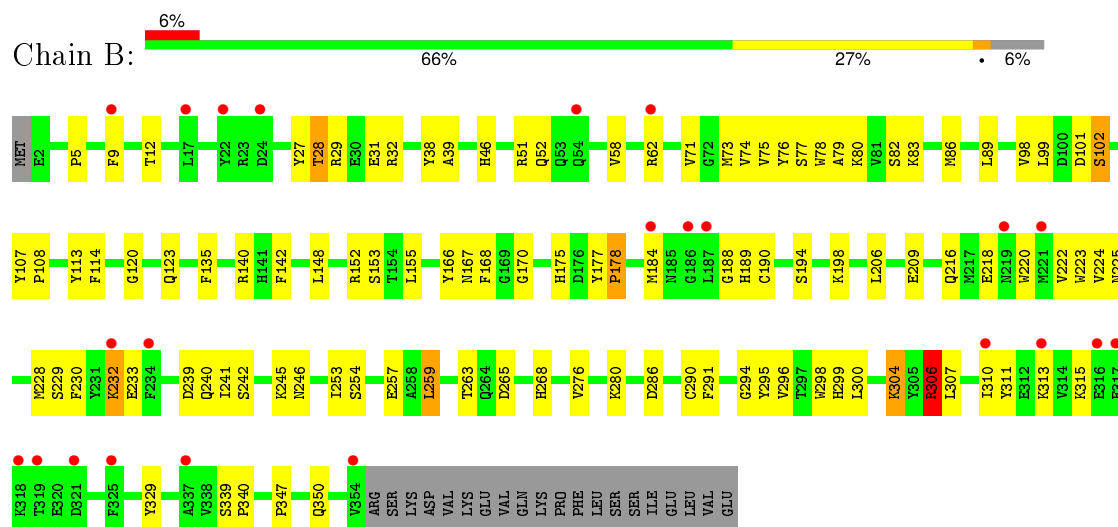 6%
Chain B:
66% 27% • 6%
MET E2 P5 F9 T12 L17 Y22 R23 D24 Y27 T28 R29 E30 E31 R32 Y38 A39 H46 R51 Q52 Q53 Q54 V58 R62 V71 G72 M73 V74 V75 Y76 S77 W78 A79 K80 V81 S82 R83 M86 L89 V98 L99 D100 D101 S102
Y107 P108 Y113 F114 G120 Q123 F135 R140 H141 F142 L148 R152 S153 T154 L155 Y166 N167 F168 G169 G170 H175 D176 Y177 P178 M184 N185 G186 L187 G188 H189 C190 S194 K198 L206 E209 Q216 M217 E218 N219 W220 M221 V222 W223 V224 N225
M228 S229 F230 Y231 K232 E233 F234 D239 Q240 I241 S242 K245 N246 I253 S254 E257 A258 L259 T263 Q264 D265 H268 V276 K280 D286 C290 F291 G294 Y295 V296 T297 W298 H299 L300 K304 Y305 R306 L307 I310 Y311 E312 K313 V314 K315 E316 E317
K318 T319 E320 D321 F325 Y329 A337 V338 S339 P340 P347 Q350 V354 ARG SER LYS ASP VAL LYS GLU VAL GLN LYS PRO PHE LEU SER SER ILE GLU LEU VAL GLU